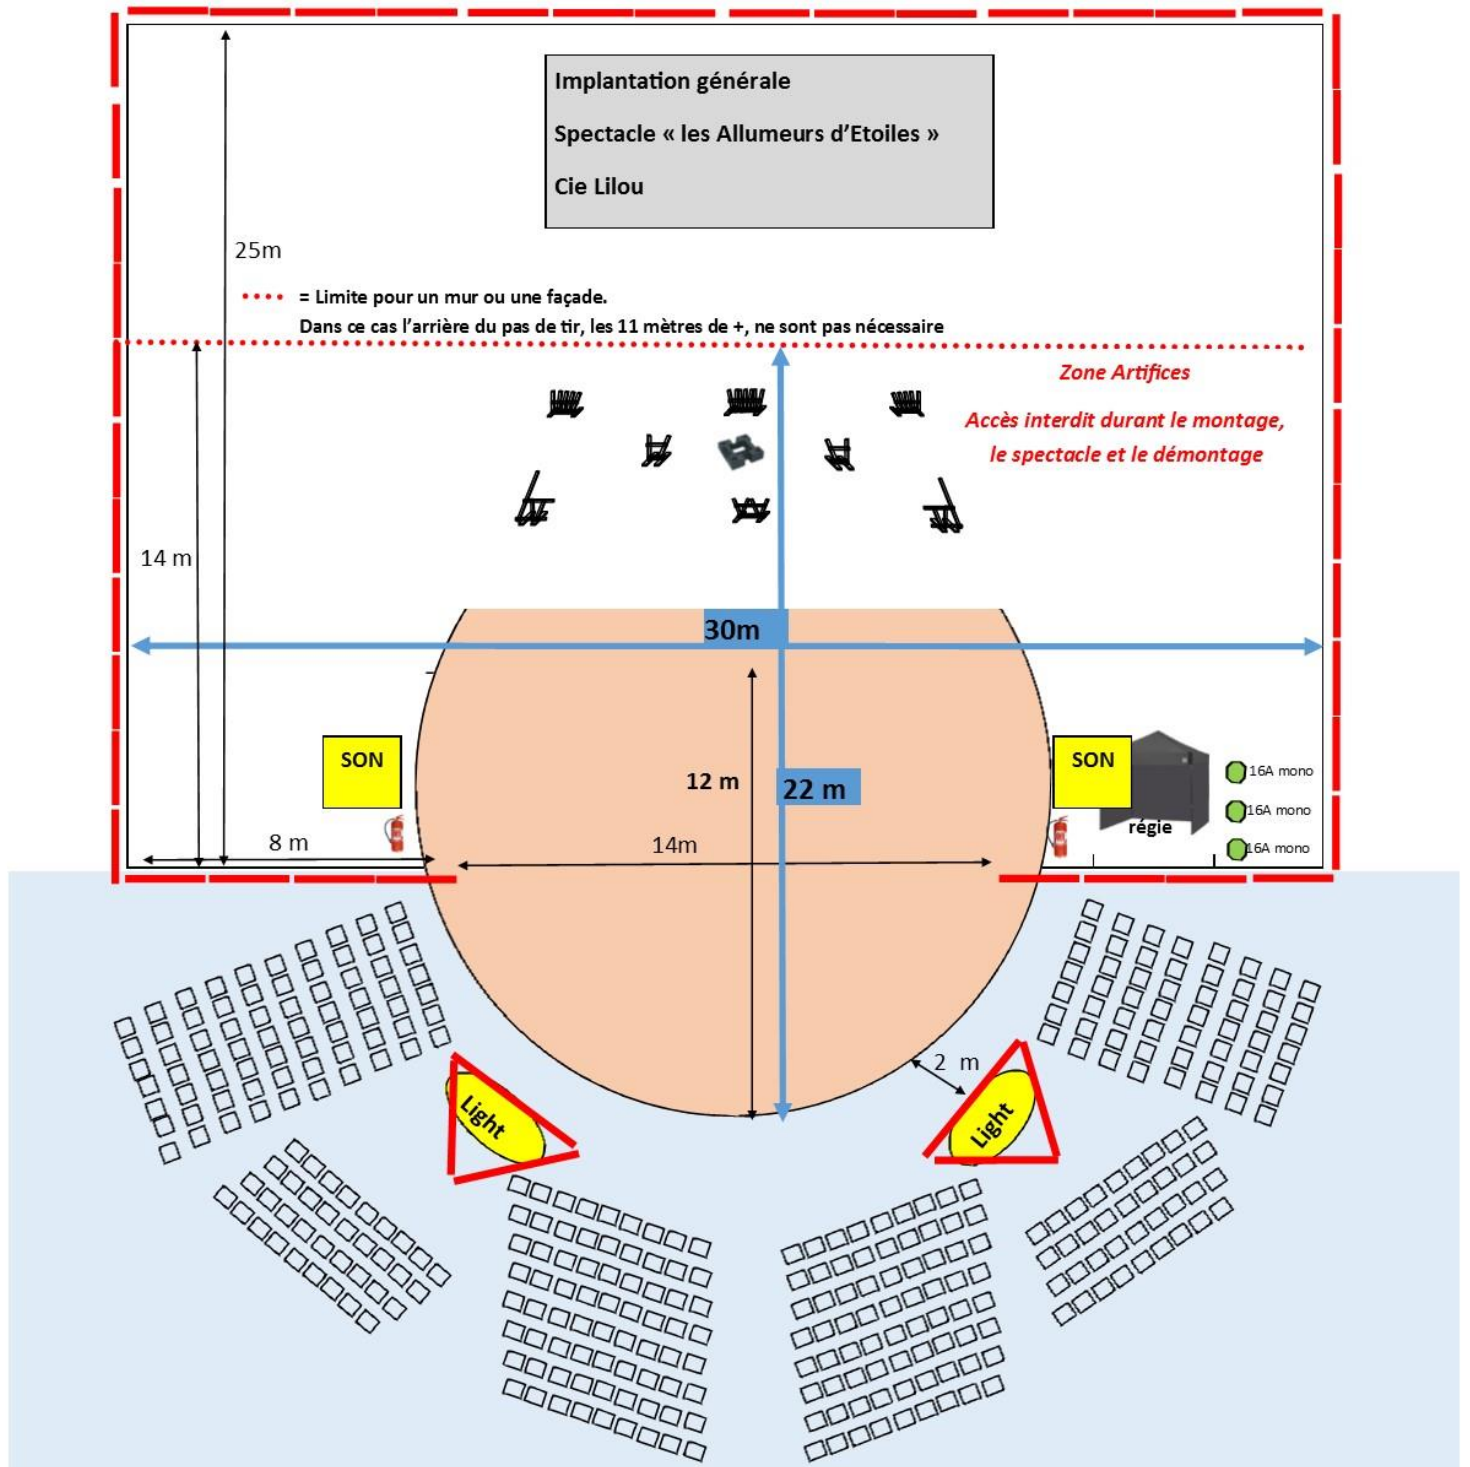 Implantation générale
Spectacle « les Allumeurs d’Etoiles »
Cie Lilou
25m
= Limite pour un mur ou une façade.
Dans ce cas l’arrière du pas de tir, les 11 mètres de +, ne sont pas nécessaire
Zone Artifices
Accès interdit durant le montage,
le spectacle et le démontage
14 m
30m
SON
SON
12 m
22 m
16A mono
16A mono
16A mono
régie
8 m
14m
2 m
Light
Light